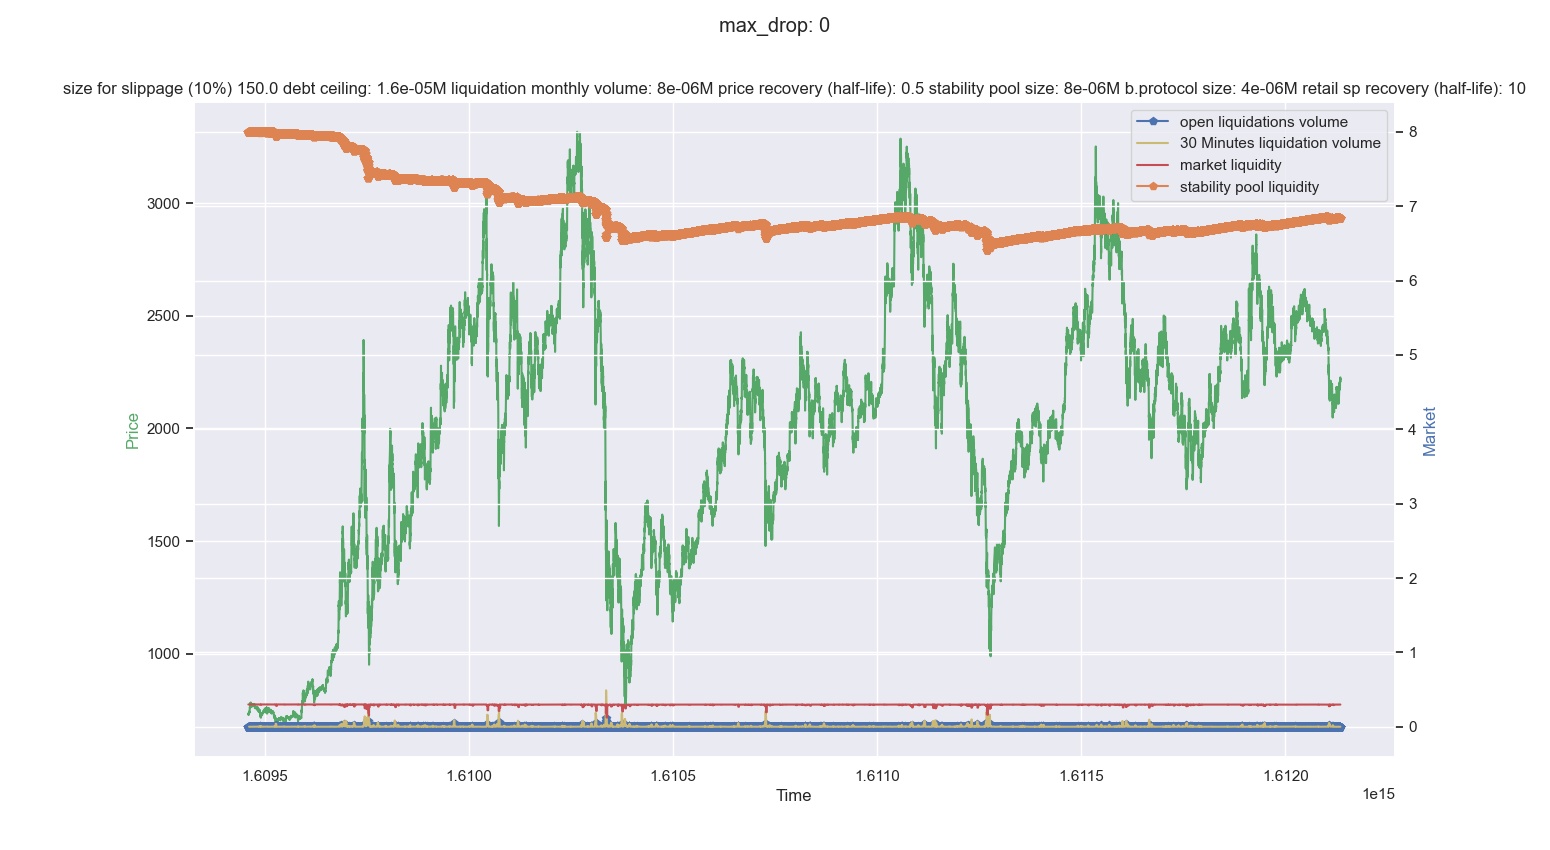 max_drop: 0
size for slippage (10%) 150.0 debt ceiling: 1.6e-05M liquidation monthly volume: 8e-06M price recovery (half-life): 0.5 stability pool size: 8e-06M b.protocol size: 4e-06M retail sp recovery (half-life): 10
open liquidations volume
30 Minutes liquidation volume
market liquidity
stability pool liquidity
3000
2500
2000
1500
1000
Price
8
7
6
5
4
3
2
1
0
Market
1.6095
1.6100
1.6105
1.6110
1.6115
1.6120
Time
1e15